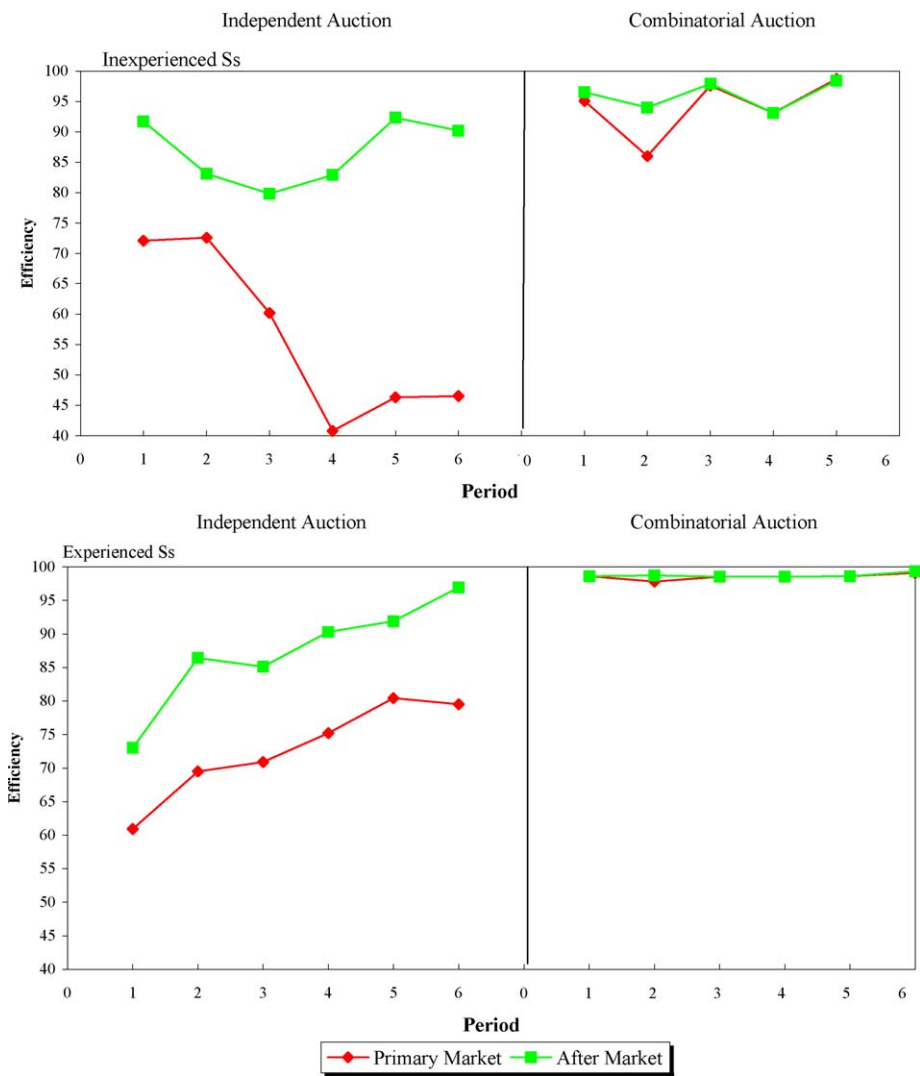 Independent Auction Combinatorial Auction
Inexperienced Ss
100
95
90
85
80
75
70
65
60
55
50
45
40
Efficiency
0 1 2 3 4 5 6 0 1 2 3 4 5 6
Period
Independent Auction Combinatorial Auction
Experienced Ss
100
95
90
85
80
75
70
65
60
55
50
45
40
Efficiency
0 1 2 3 4 5 6 0 1 2 3 4 5 6
Period
Primary Market After Market